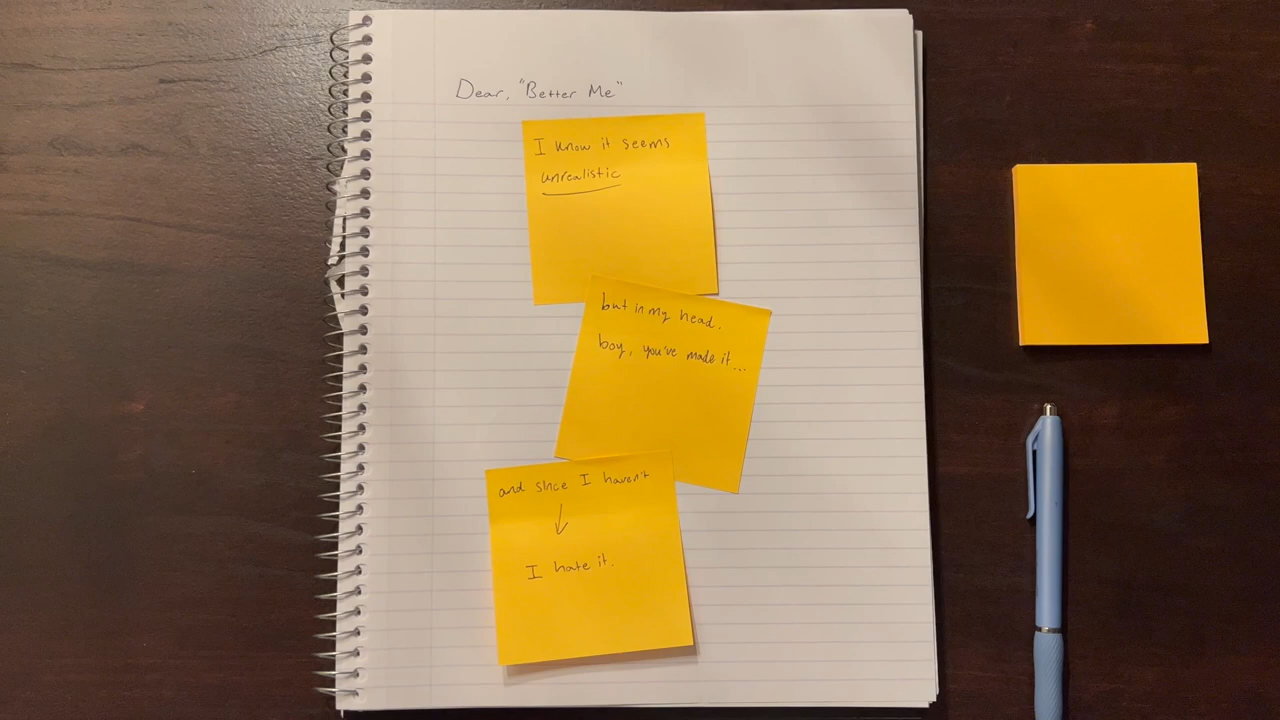 Dear, "Better Me"
I know it seems
unrealistic
but in my head.
boy, you've made it...
and since I haven't
I hate it.